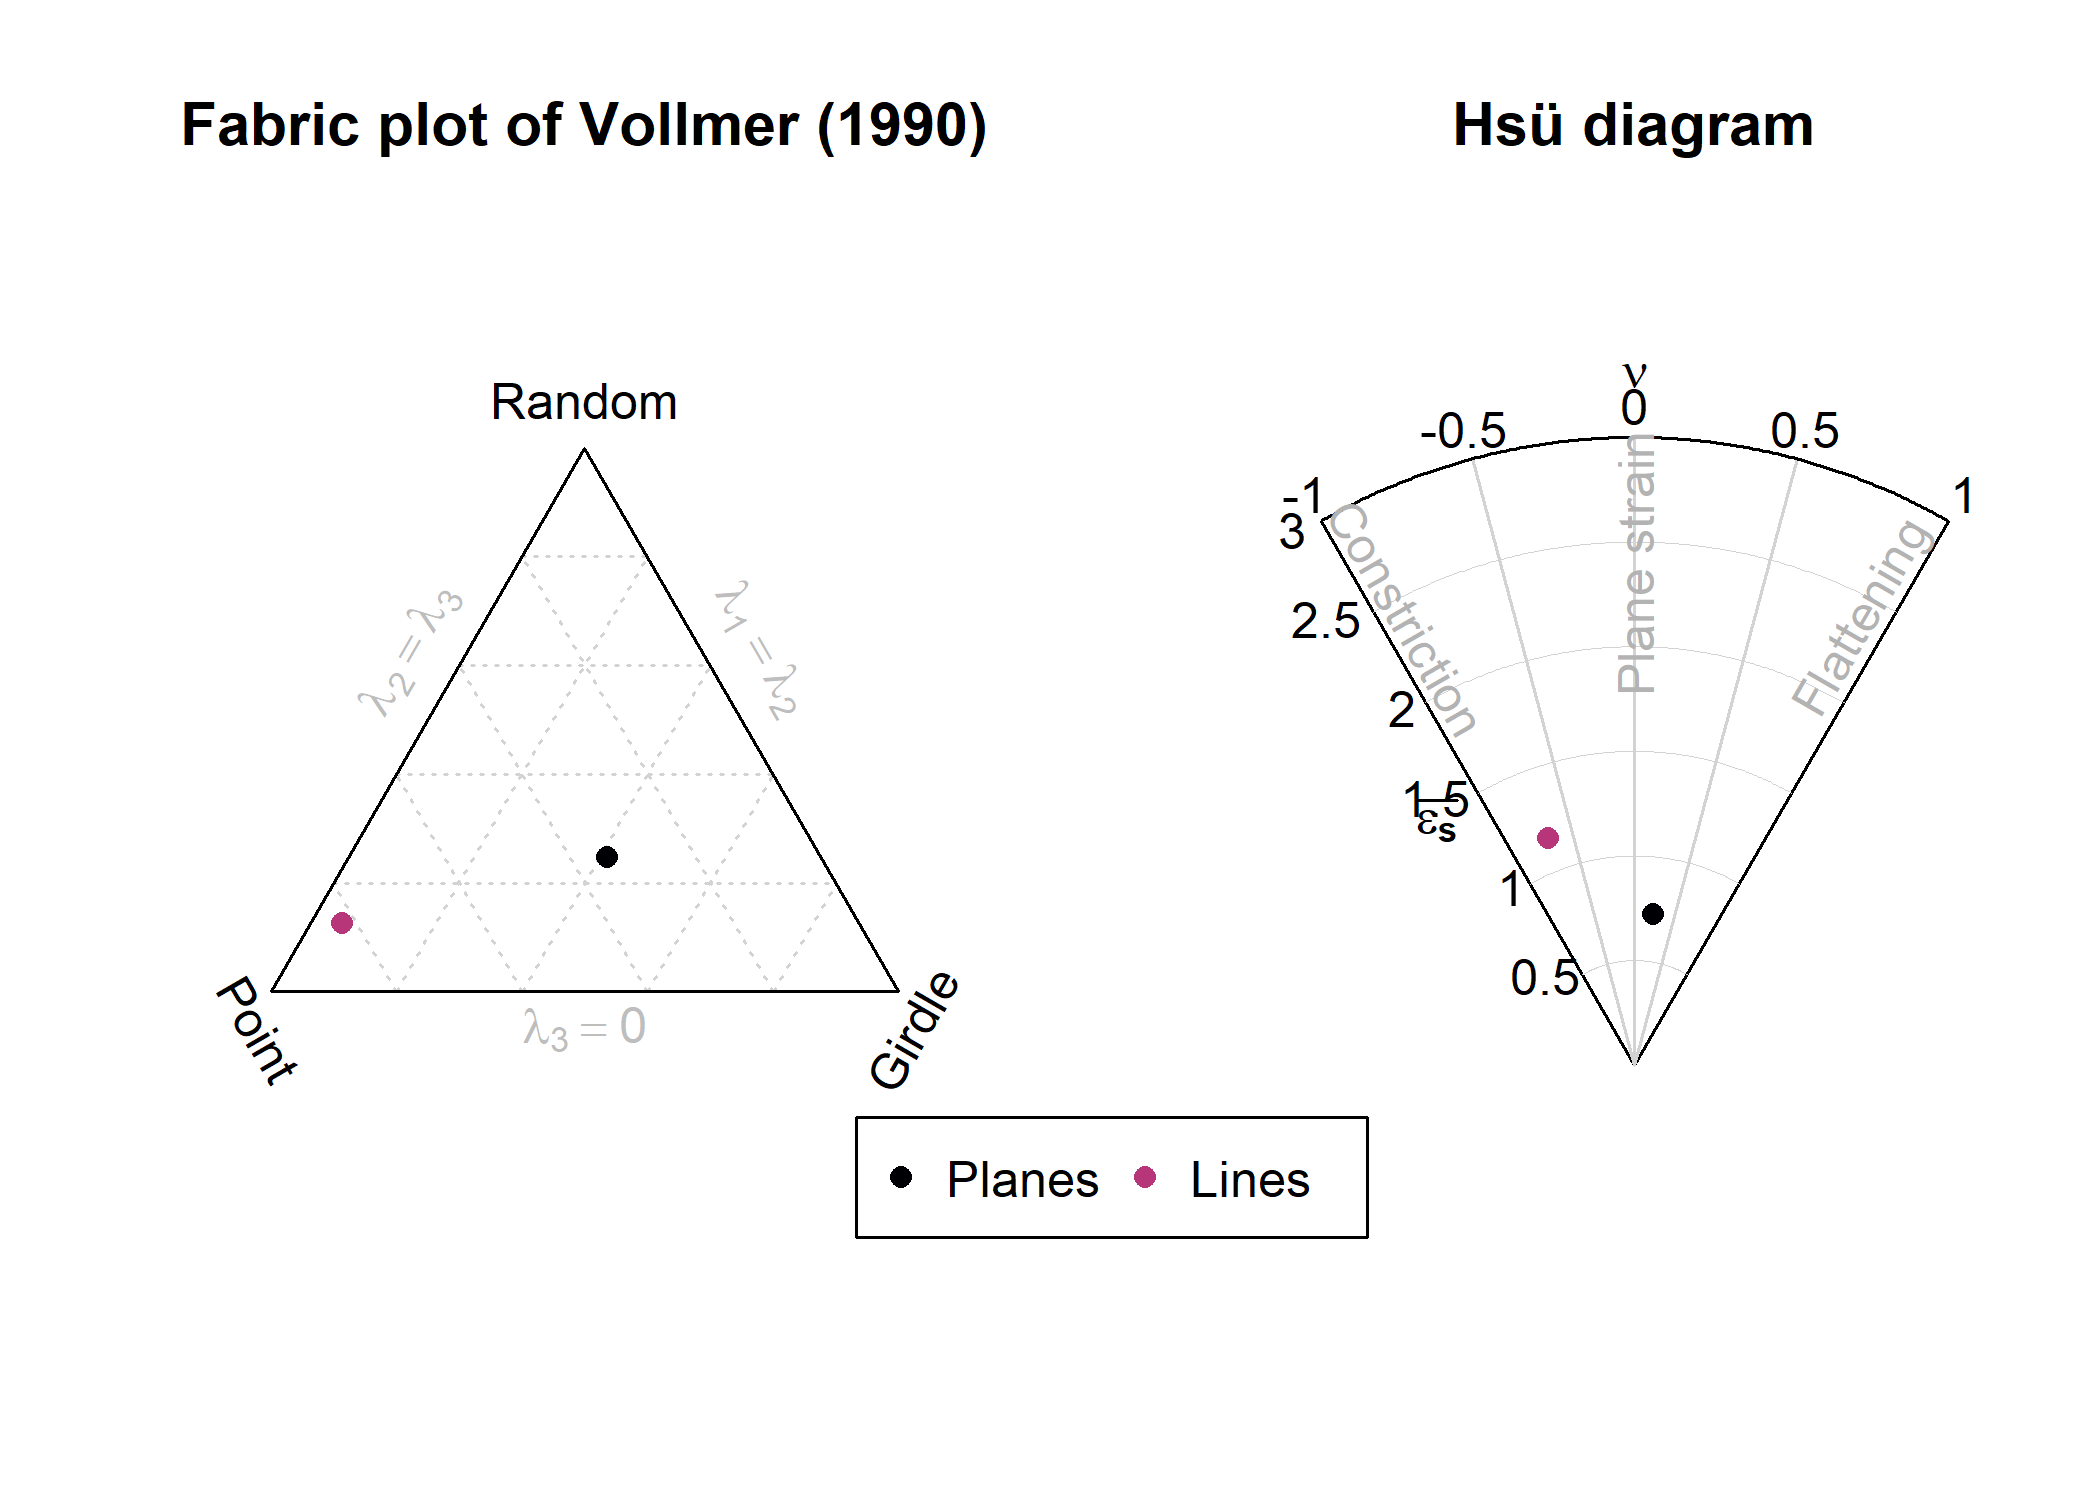 Fabric plot of Vollmer (1990)
Random
λ2 = λ3
λ1 = λ2
λ3 = 0
Point
Girdle
Hsü diagram
ν
0
-0.5
0.5
-1
1
3
2.5
2
1.5
ε̄s
1
0.5
Constriction
Plane strain
Flattening
Planes
Lines